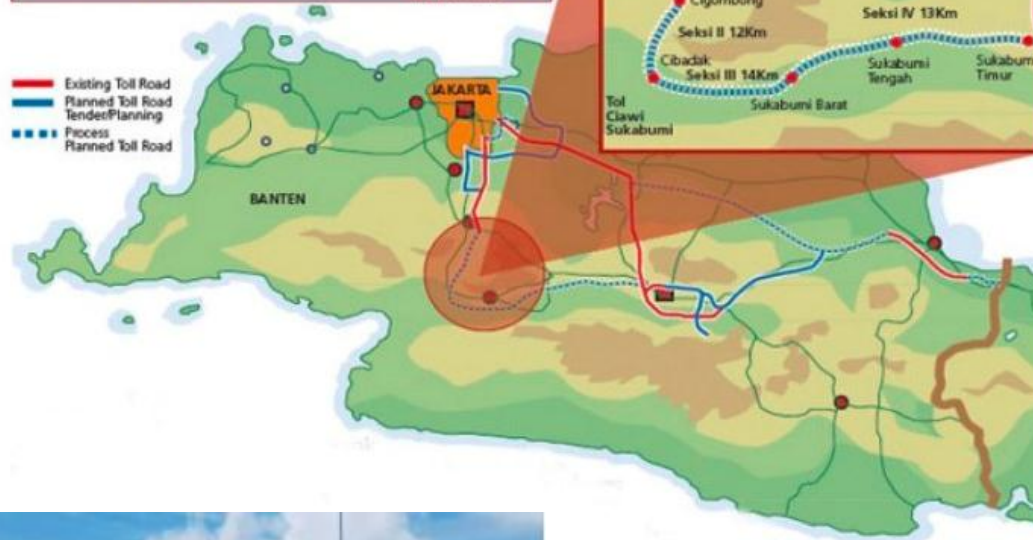 Cigombong
Seksi IV 13Km
Seksi II 12Km
Cibadak
Seksi III 14Km
Sukabumi
Tengah
Sukabum
Timur
Sukabumi Barat
Tol
Ciawi
Sukabumi
Existing Toll Road
Planned Toll Road
Tender/Planning
Process
Planned Toll Road
JAKARTA
BANTEN